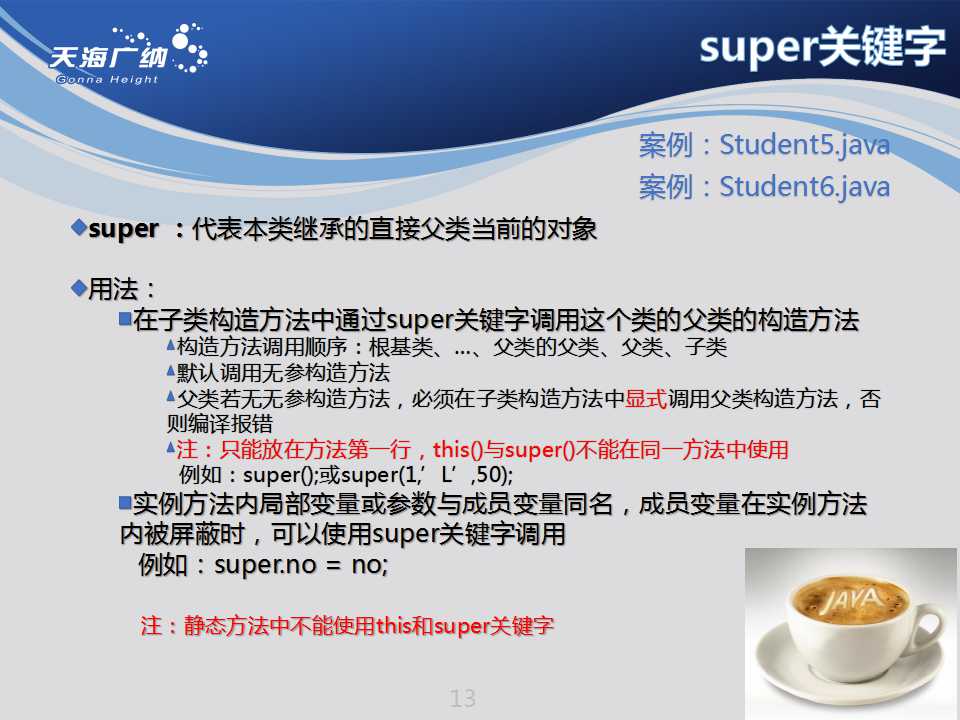 天海广纳
Gonna Height
super关键字
案例：Student5.java
案例：Student6.java
super ：代表本类继承的直接父类当前的对象
用法：
在子类构造方法中通过super关键字调用这个类的父类的构造方法
构造方法调用顺序：根基类、…、父类的父类、父类、子类
默认调用无参构造方法
父类若无无参构造方法，必须在子类构造方法中显式调用父类构造方法，否
则编译报错
注：只能放在方法第一行，this()与super()不能在同一方法中使用
例如：super();或super(1,’L’,50);
实例方法内局部变量或参数与成员变量同名，成员变量在实例方法
内被屏蔽时，可以使用super关键字调用
例如：super.no = no;
注：静态方法中不能使用this和super关键字
JAVA
13